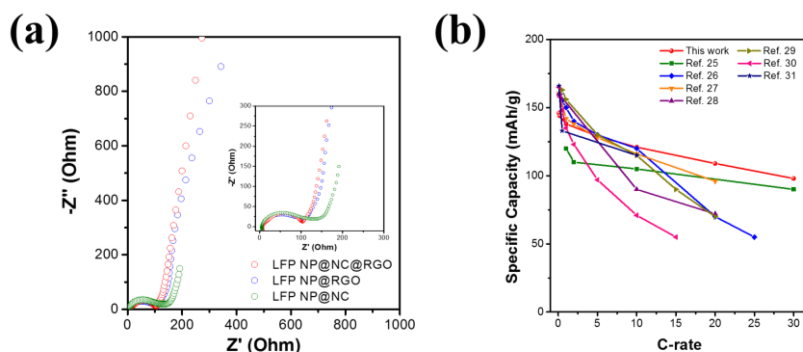 (a)
1000
800
600
400
200
0
-Z'' (Ohm)
0 200 400 600 800 1000
Z' (Ohm)
300
250
200
150
100
50
0
-Z'' (Ohm)
0 100 200 300
Z' (Ohm)
LFP NP@NC@RGO
LFP NP@RGO
LFP NP@NC
(b)
200
150
100
50
0
Specific Capacity (mAh/g)
0 5 10 15 20 25 30
C-rate
This work
Ref. 25
Ref. 26
Ref. 27
Ref. 28
Ref. 29
Ref. 30
Ref. 31